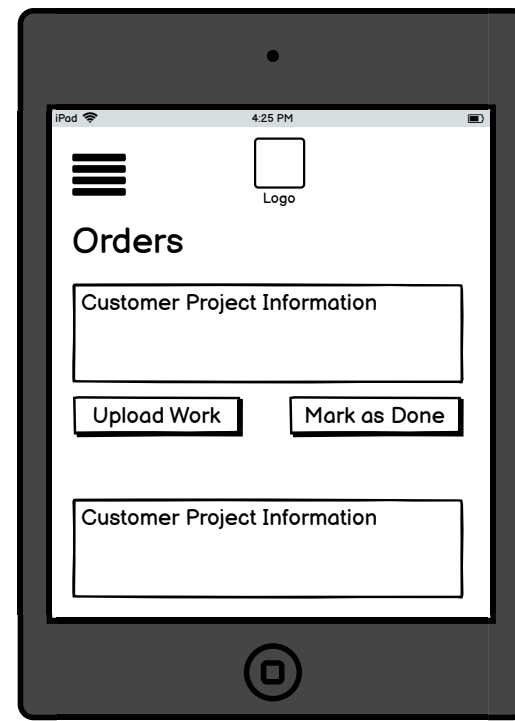 iPad 4:25 PM
Logo
Orders
Customer Project Information
Upload Work Mark as Done
Customer Project Information